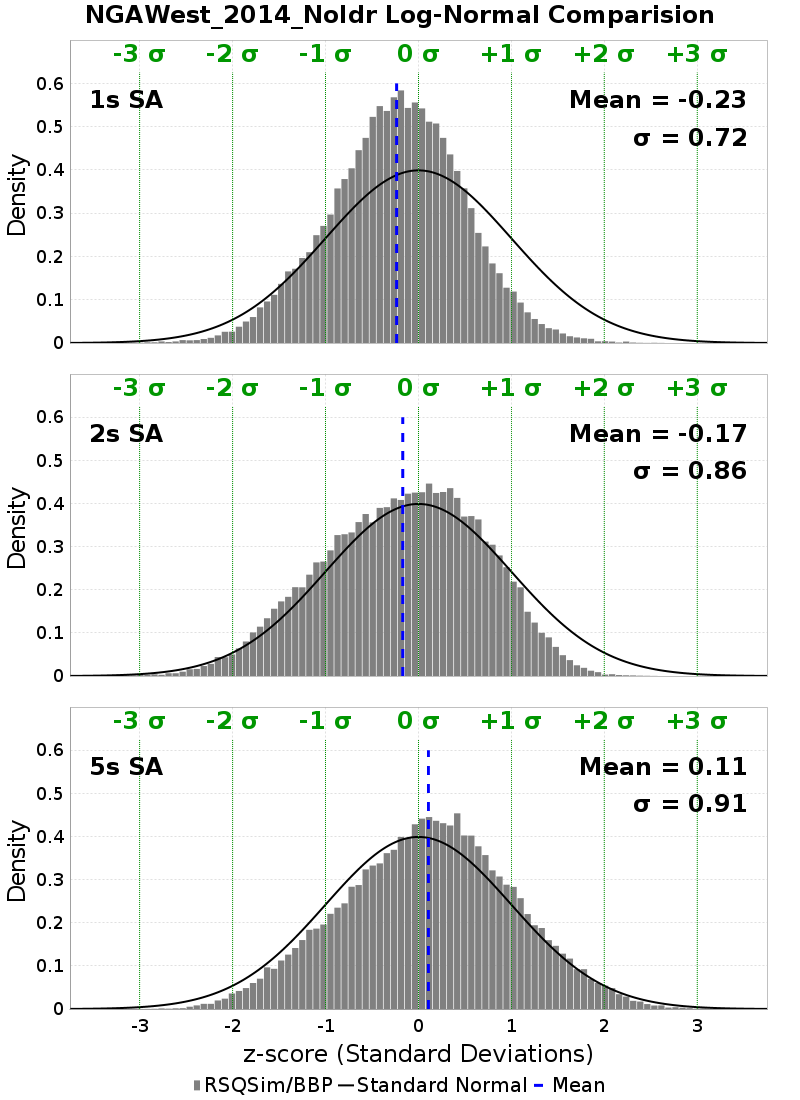 NGAWest_2014_NoIdr Log-Normal Comparision
-3 σ -2 σ -1 σ 0 σ +1 σ +2 σ +3 σ
0.6
1s SA
Mean = -0.23
0.5
σ = 0.72
0.4
0.3
0.2
0.1
0
Density
-3 σ -2 σ -1 σ 0 σ +1 σ +2 σ +3 σ
0.6
2s SA
Mean = -0.17
0.5
σ = 0.86
0.4
0.3
0.2
0.1
0
Density
-3 σ -2 σ -1 σ 0 σ +1 σ +2 σ +3 σ
0.6
5s SA
Mean = 0.11
0.5
σ = 0.91
0.4
0.3
0.2
0.1
0
Density
-3 -2 -1 0 1 2 3
z-score (Standard Deviations)
RSQSim/BBP Standard Normal Mean